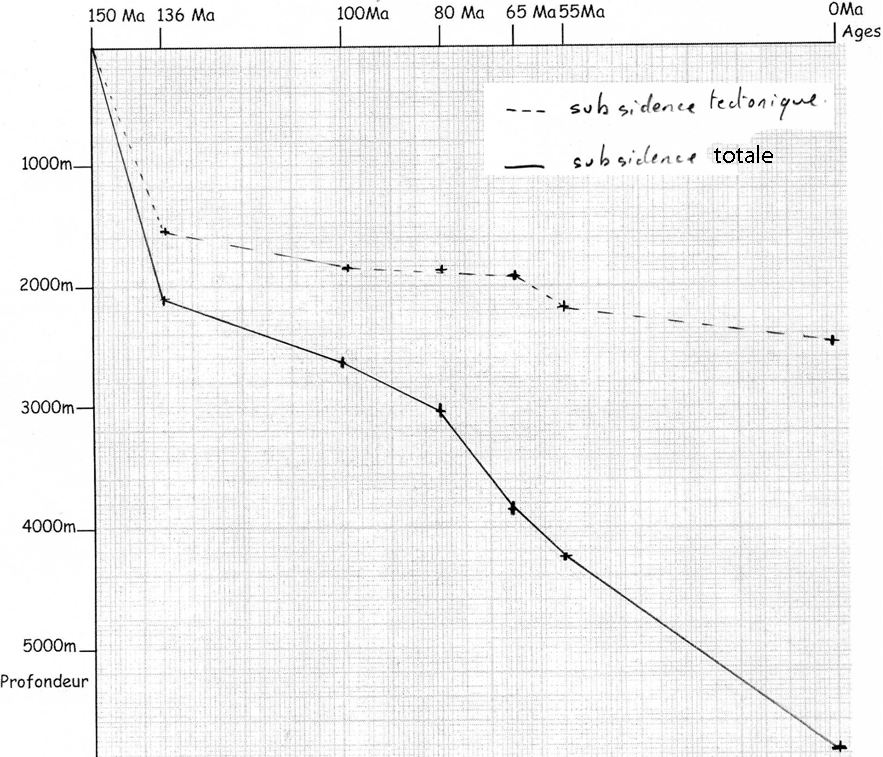 150 Ma 136 Ma 100Ma 80 Ma 65 Ma 55Ma 0Ma
Ages
--- subsidence tectonique.
— subsidence totale
1000m
2000m
3000m
4000m
5000m
Profondeur